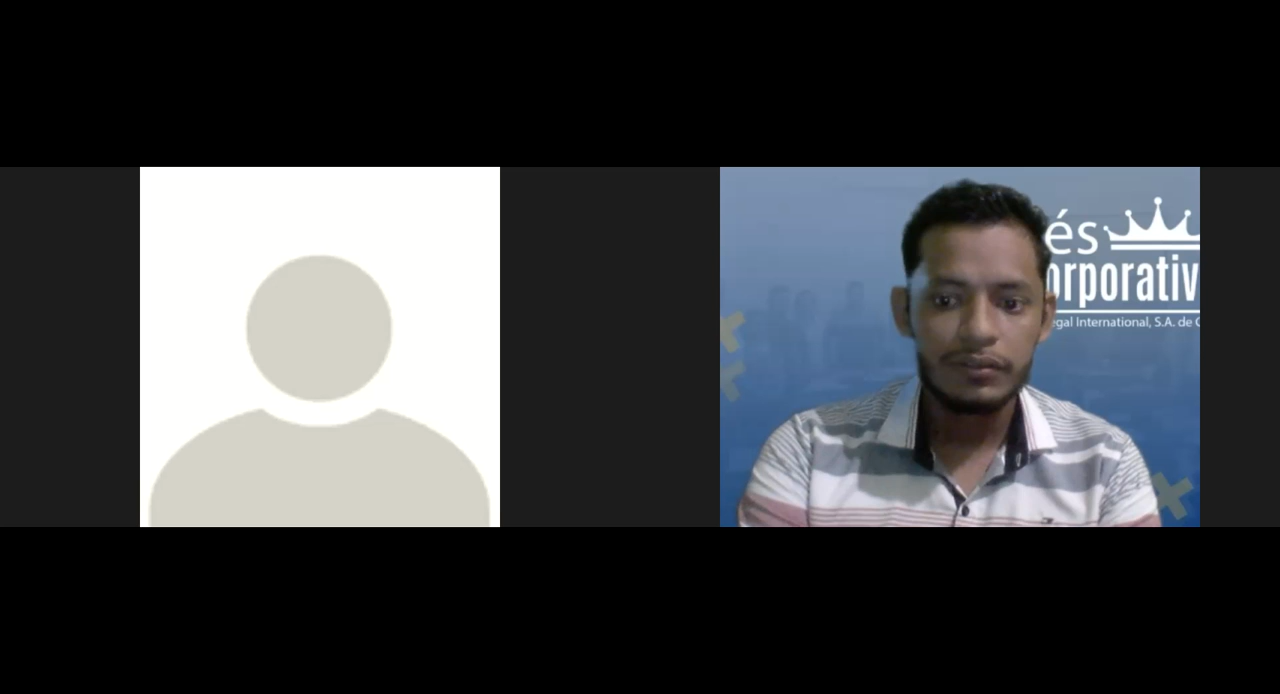 és
orporativ
egal International, S.A. de C